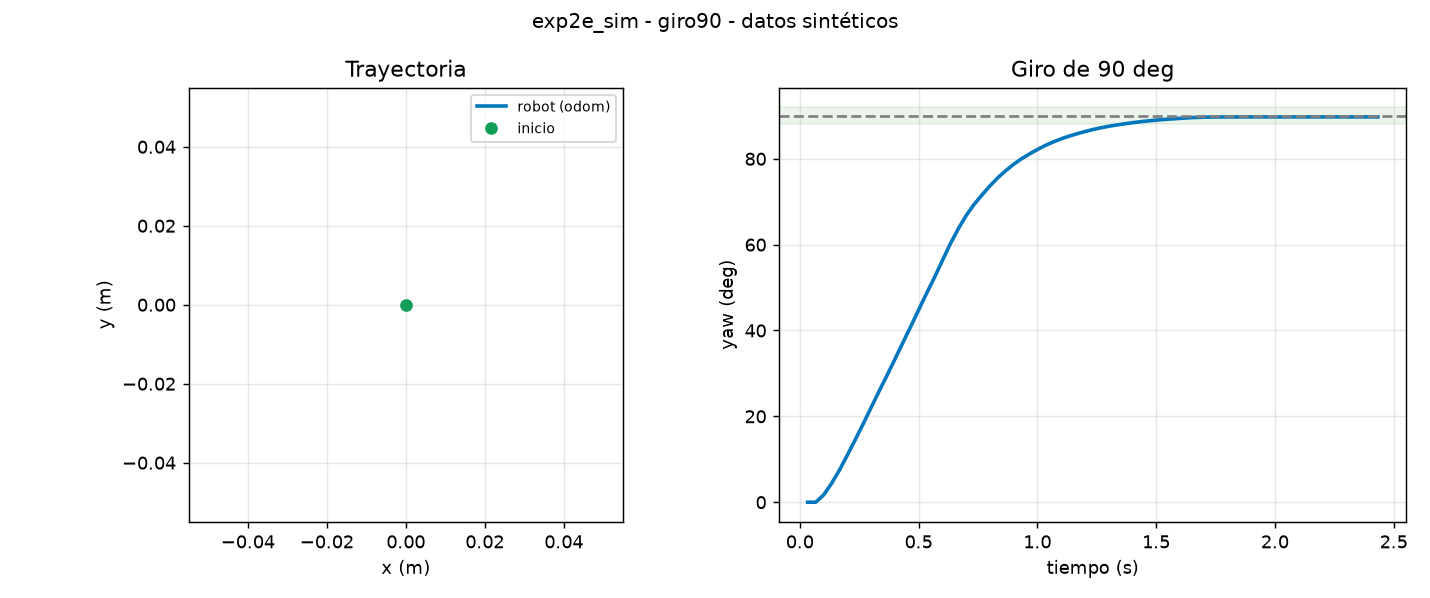 exp2e_sim - giro90 - datos sintéticos
Trayectoria
robot (odom)
inicio
0.04
0.02
0.00
−0.02
−0.04
y (m)
−0.04 −0.02 0.00 0.02 0.04
x (m)
Giro de 90 deg
80
60
40
20
0
yaw (deg)
0.0 0.5 1.0 1.5 2.0 2.5
tiempo (s)